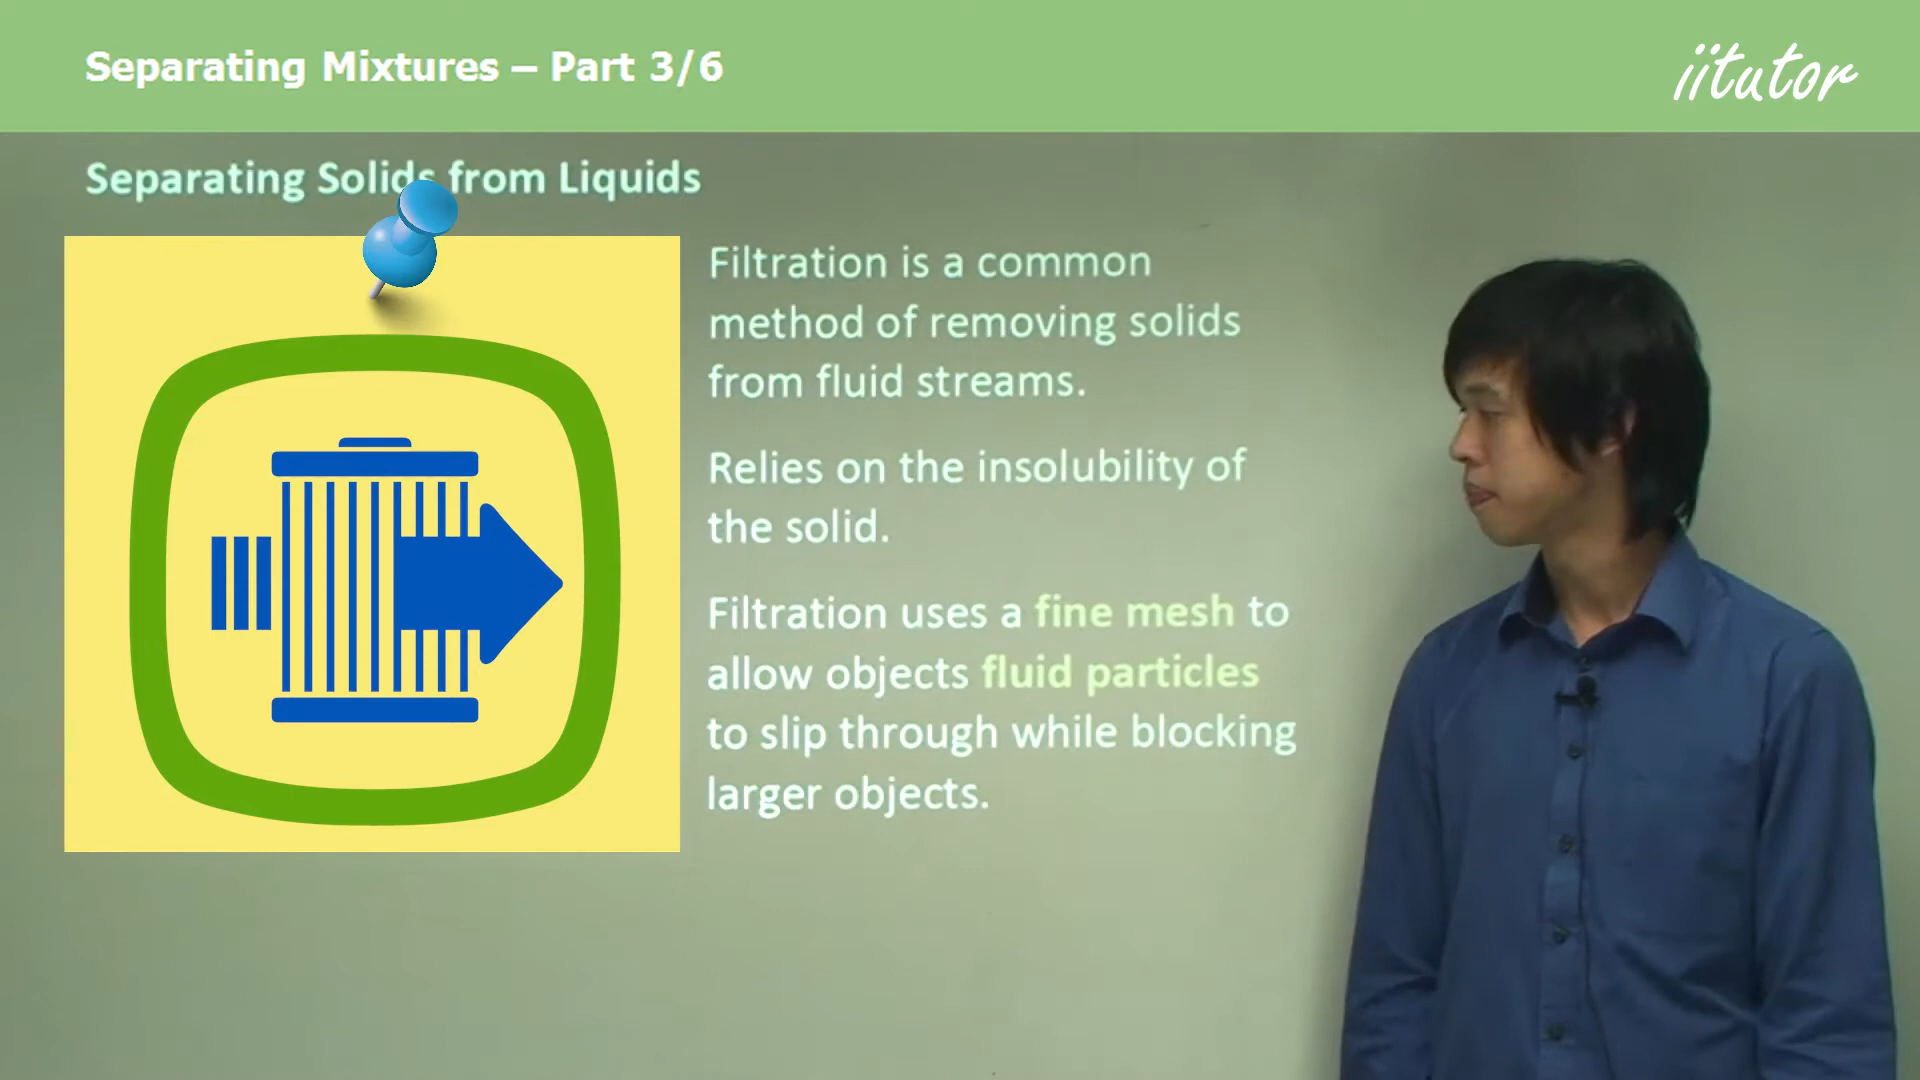 Separating Mixtures – Part 3/6
iitutor
Separating Solids from Liquids
Filtration is a common
method of removing solids
from fluid streams.
Relies on the insolubility of
the solid.
Filtration uses a fine mesh to
allow objects fluid particles
to slip through while blocking
larger objects.